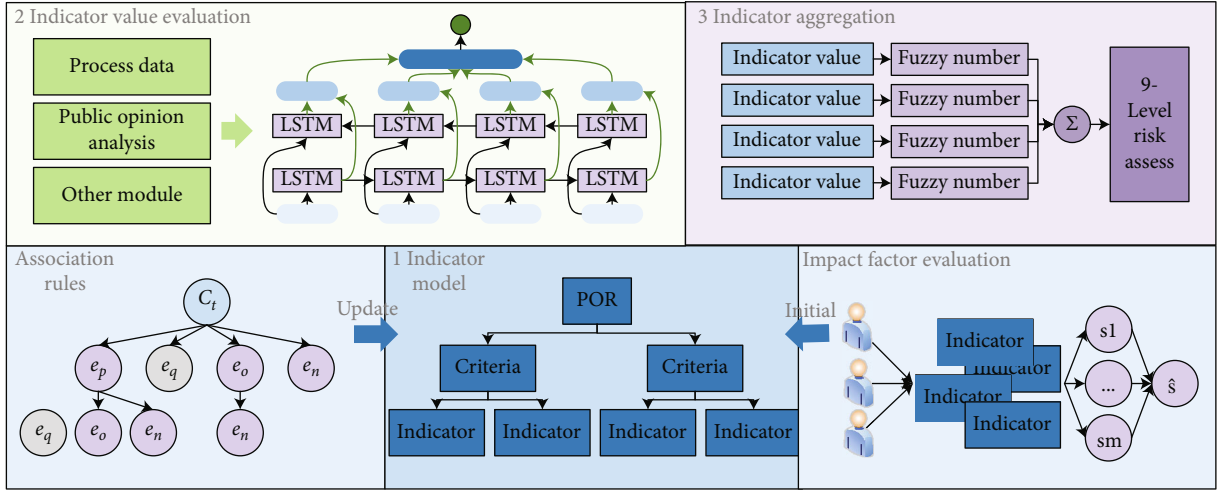 2 Indicator value evaluation
Process data
Public opinion
analysis
Other module
LSTM
LSTM
LSTM
LSTM
LSTM
LSTM
LSTM
LSTM
3 Indicator aggregation
Indicator value
Fuzzy number
Indicator value
Fuzzy number
Indicator value
Fuzzy number
Indicator value
Fuzzy number
Σ
9-
Level
risk
assess
Association
rules
C_t
e_p
e_q
e_o
e_n
e_q
e_o
e_n
e_n
Update
1 Indicator
model
POR
Criteria
Criteria
Indicator
Indicator
Indicator
Indicator
Initial
Impact factor evaluation
Indicator
Indicator
Indicator
Indicator
s1
...
sm
ŝ